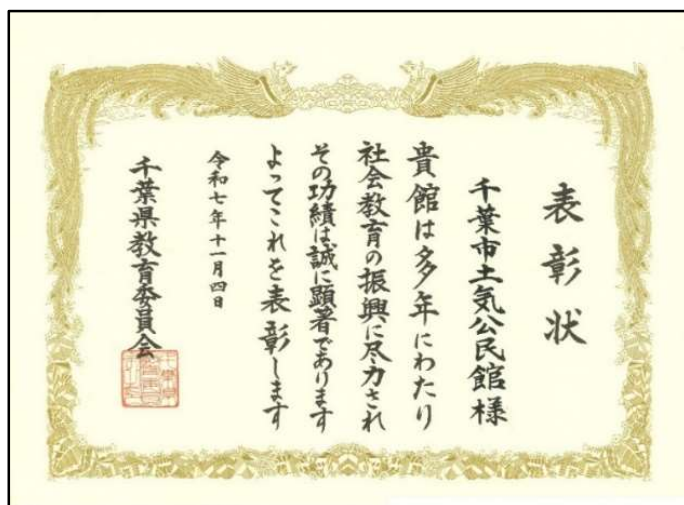 表彰状
千葉市土気公民館様
貴館は多年にわたり
社会教育の振興に尽力され
その功績は誠に顕著であります
よってこれを表彰します
令和七年十一月四日
千葉県教育委員会